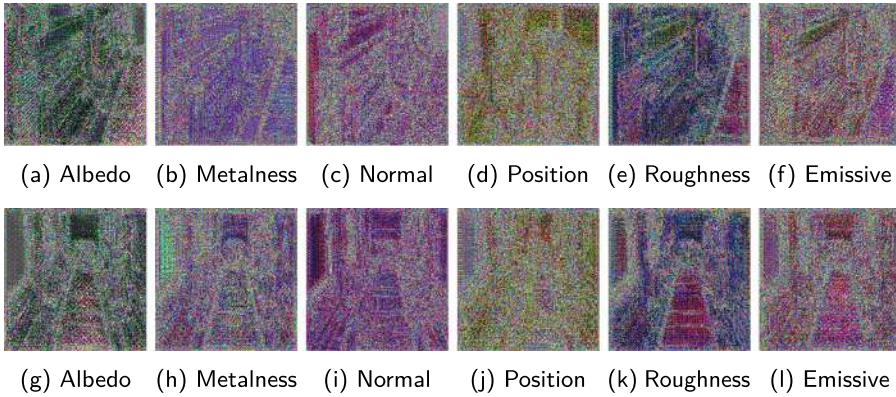 (a) Albedo (b) Metalness (c) Normal (d) Position (e) Roughness (f) Emissive
(g) Albedo (h) Metalness (i) Normal (j) Position (k) Roughness (l) Emissive